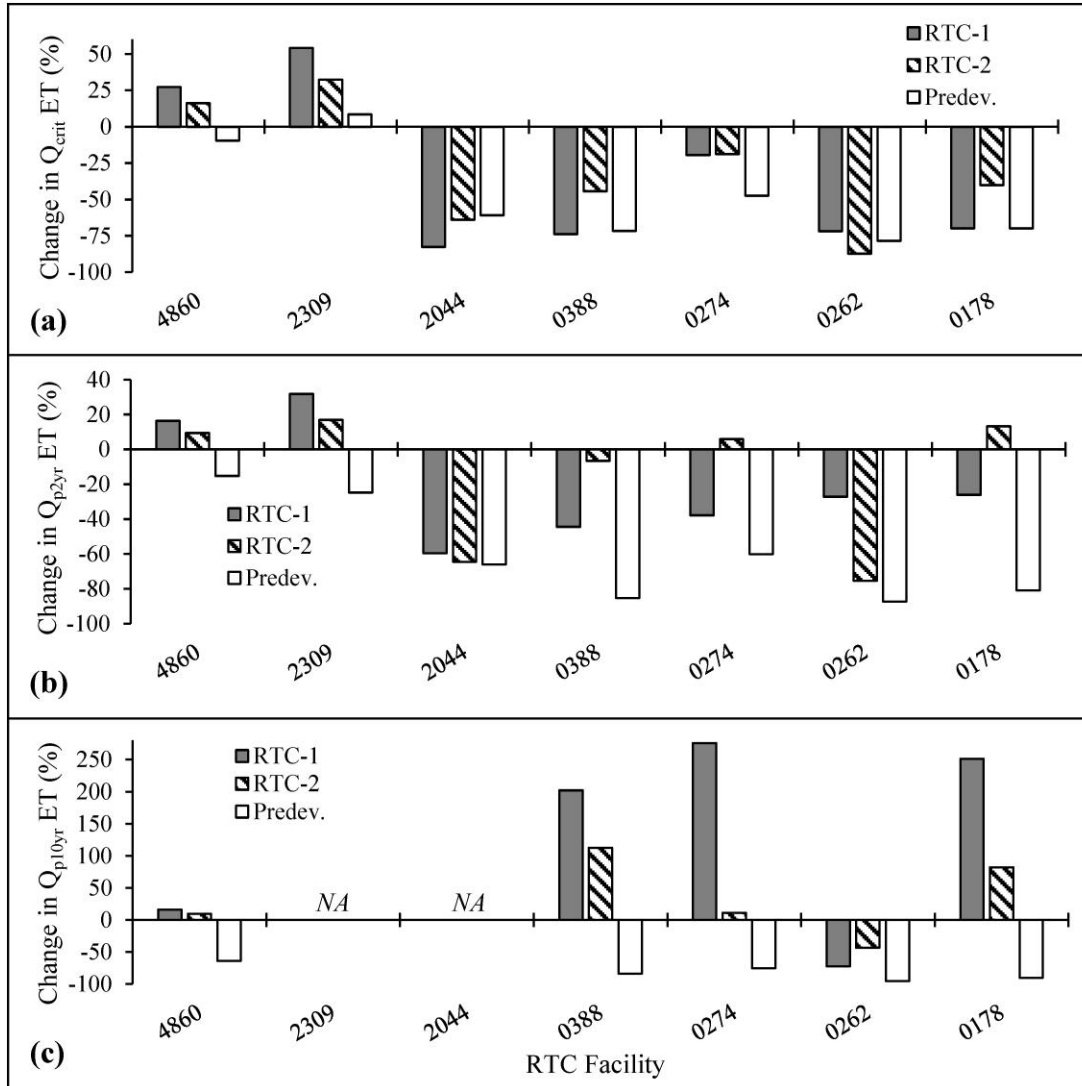 Change in Qcrit ET (%)
50
25
0
-25
-50
-75
-100
RTC-1
RTC-2
Predev.
4860
2309
2044
0388
0274
0262
0178
(a)
Change in Qp2yr ET (%)
40
20
0
-20
-40
-60
-80
-100
RTC-1
RTC-2
Predev.
4860
2309
2044
0388
0274
0262
0178
(b)
Change in Qp10yr ET (%)
250
200
150
100
50
0
-50
-100
RTC-1
RTC-2
Predev.
NA
NA
4860
2309
2044
0388
0274
0262
0178
(c)
RTC Facility